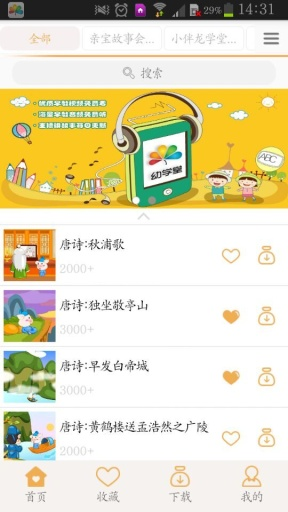 29% 14:31
全部 亲宝故事会... 小伴龙学堂...
搜索
幼学堂
ABC
唐诗:秋浦歌
2000+
唐诗:独坐敬亭山
3000+
唐诗:早发白帝城
3000+
唐诗:黄鹤楼送孟浩然之广陵
2000+
首页 收藏 下载 我的